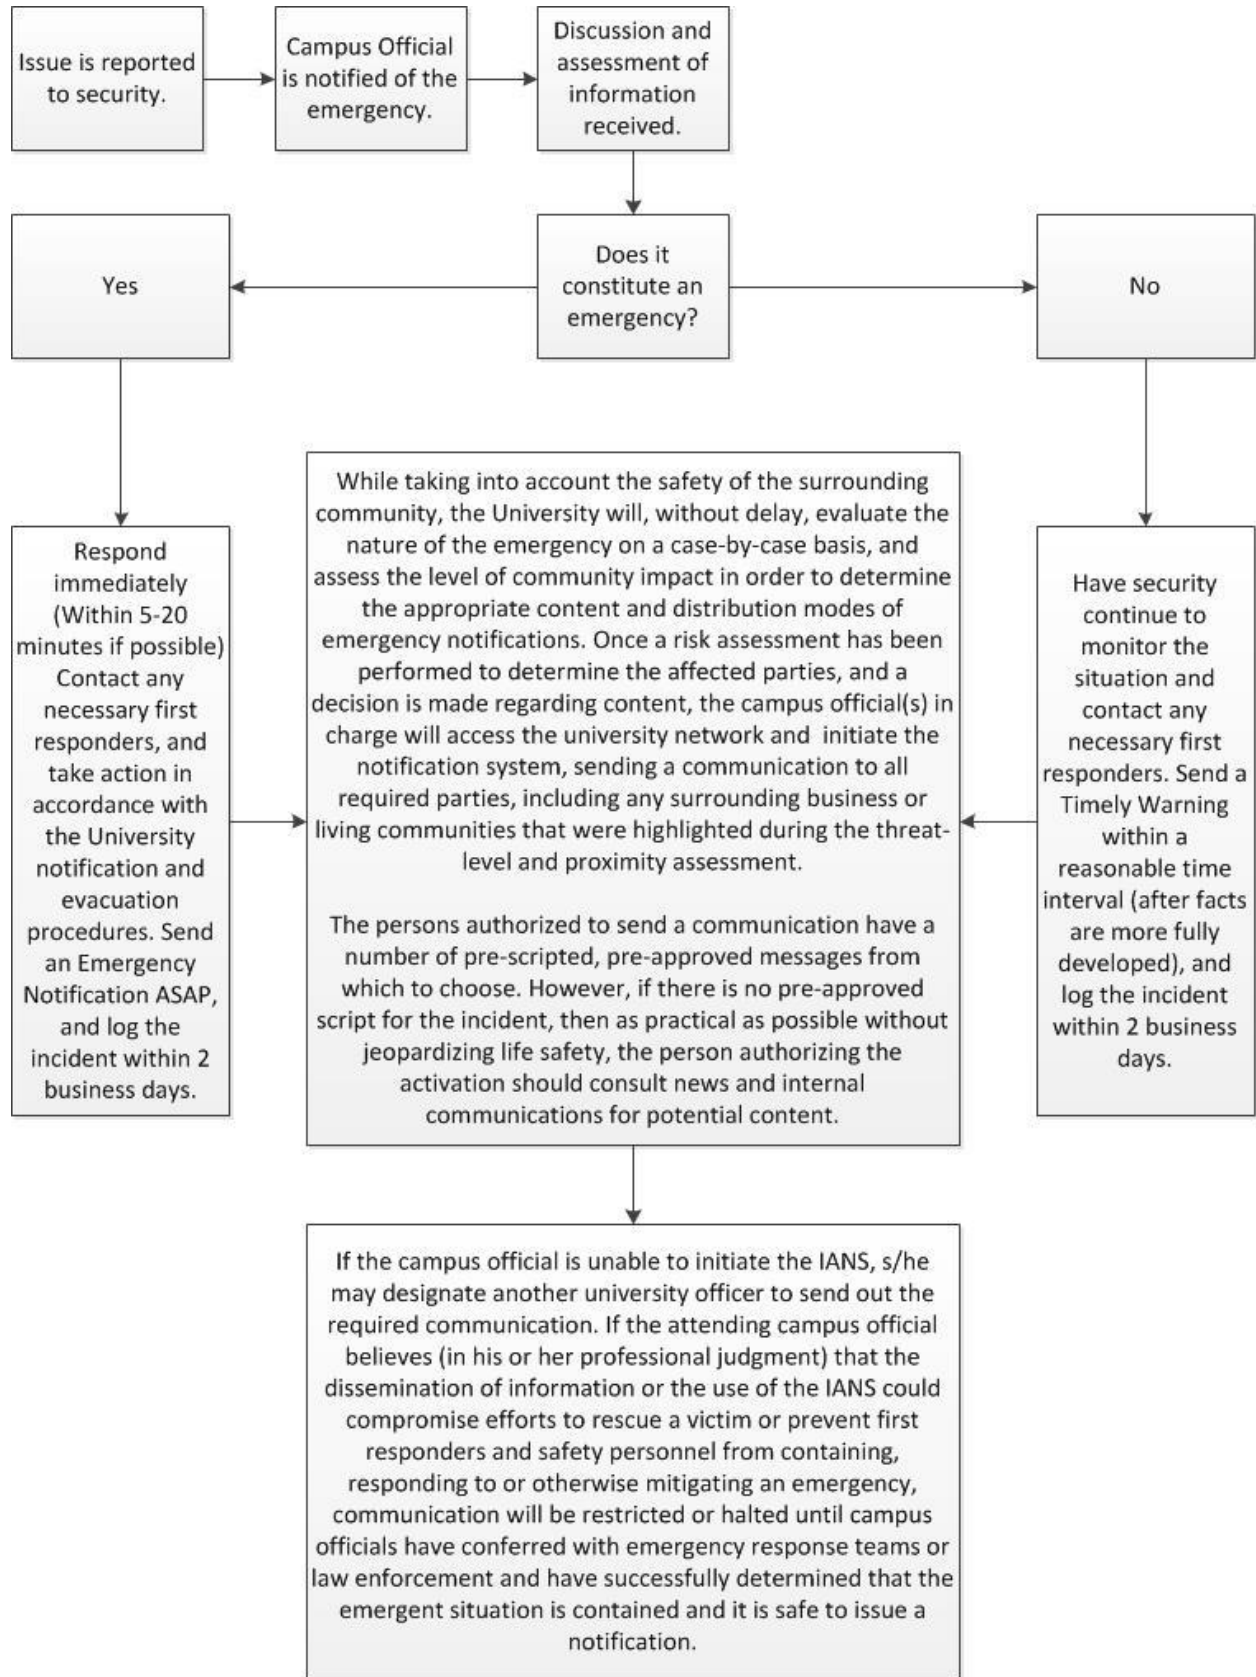 Issue is reported
to security.
Campus Official
is notified of the
emergency.
Discussion and
assessment of
information
received.
Does it
constitute an
emergency?
Yes
No
Respond
immediately
(Within 5-20
minutes if possible)
Contact any
necessary first
responders, and
take action in
accordance with
the University
notification and
evacuation
procedures. Send
an Emergency
Notification ASAP,
and log the
incident within 2
business days.
While taking into account the safety of the surrounding
community, the University will, without delay, evaluate the
nature of the emergency on a case-by-case basis, and
assess the level of community impact in order to determine
the appropriate content and distribution modes of
emergency notifications. Once a risk assessment has been
performed to determine the affected parties, and a
decision is made regarding content, the campus official(s) in
charge will access the university network and  initiate the
notification system, sending a communication to all
required parties, including any surrounding business or
living communities that were highlighted during the threat-
level and proximity assessment.
The persons authorized to send a communication have a
number of pre-scripted, pre-approved messages from
which to choose. However, if there is no pre-approved
script for the incident, then as practical as possible without
jeopardizing life safety, the person authorizing the
activation should consult news and internal
communications for potential content.
Have security
continue to
monitor the
situation and
contact any
necessary first
responders. Send a
Timely Warning
within a
reasonable time
interval (after facts
are more fully
developed), and
log the incident
within 2 business
days.
If the campus official is unable to initiate the IANS, s/he
may designate another university officer to send out the
required communication. If the attending campus official
believes (in his or her professional judgment) that the
dissemination of information or the use of the IANS could
compromise efforts to rescue a victim or prevent first
responders and safety personnel from containing,
responding to or otherwise mitigating an emergency,
communication will be restricted or halted until campus
officials have conferred with emergency response teams or
law enforcement and have successfully determined that the
emergent situation is contained and it is safe to issue a
notification.